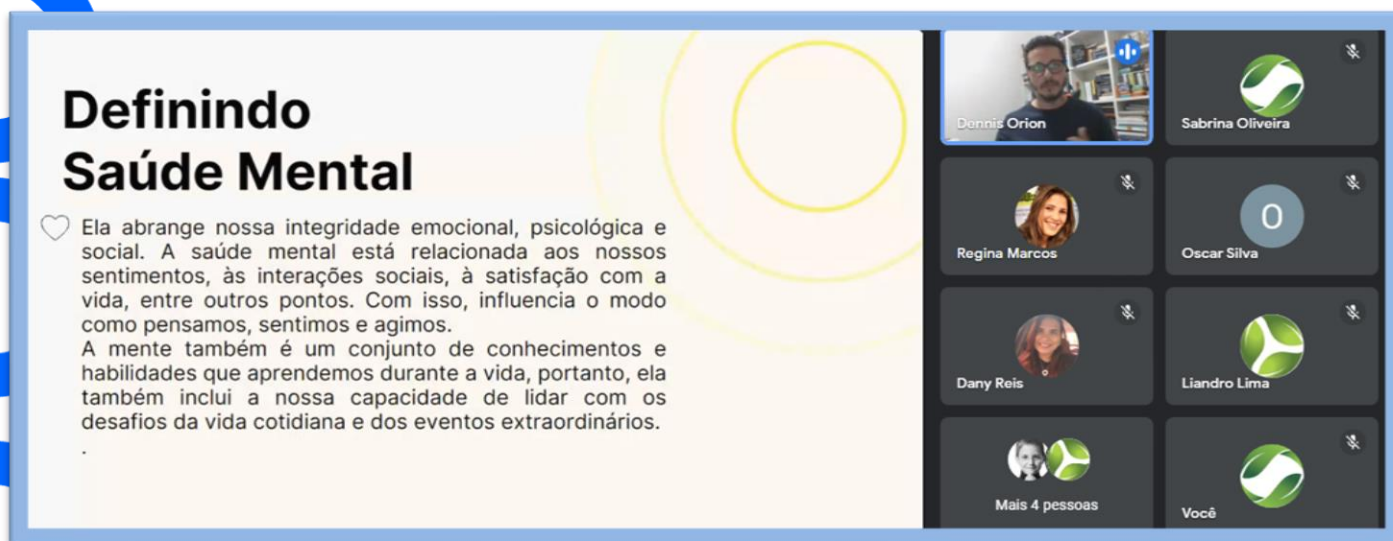 Definindo
Saúde Mental
Ela abrange nossa integridade emocional, psicológica e
social. A saúde mental está relacionada aos nossos
sentimentos, às interações sociais, à satisfação com a
vida, entre outros pontos. Com isso, influencia o modo
como pensamos, sentimos e agimos.
A mente também é um conjunto de conhecimentos e
habilidades que aprendemos durante a vida, portanto, ela
também inclui a nossa capacidade de lidar com os
desafios da vida cotidiana e dos eventos extraordinários.
.
Dennis Orion
Sabrina Oliveira
Regina Marcos
O
Oscar Silva
Dany Reis
Liandro Lima
Mais 4 pessoas
Você